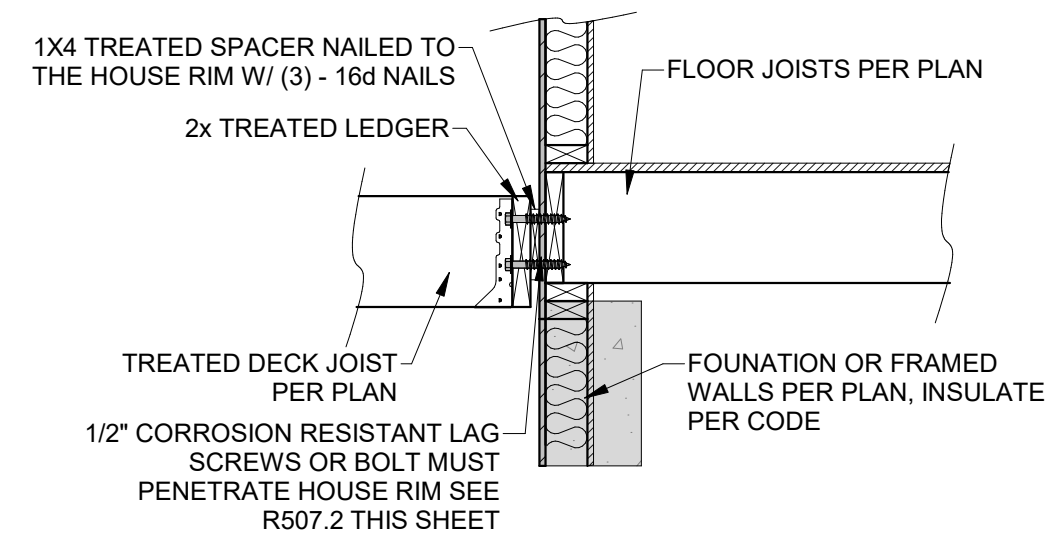 1X4 TREATED SPACER NAILED TO
THE HOUSE RIM W/ (3) - 16d NAILS
2x TREATED LEDGER
FLOOR JOISTS PER PLAN
TREATED DECK JOIST
PER PLAN
1/2" CORROSION RESISTANT LAG
SCREWS OR BOLT MUST
PENETRATE HOUSE RIM SEE
R507.2 THIS SHEET
FOUNATION OR FRAMED
WALLS PER PLAN, INSULATE
PER CODE